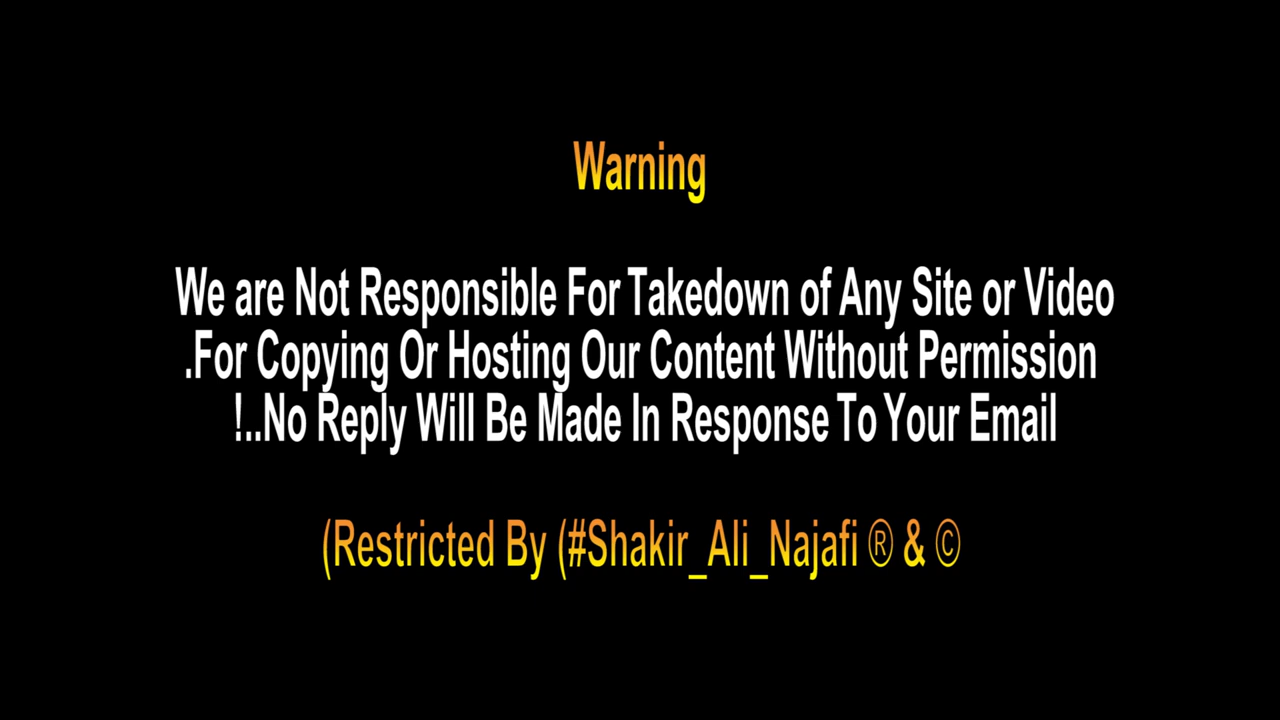 Warning
We are Not Responsible For Takedown of Any Site or Video
.For Copying Or Hosting Our Content Without Permission
!..No Reply Will Be Made In Response To Your Email
(Restricted By (#Shakir_Ali_Najafi ® & ©